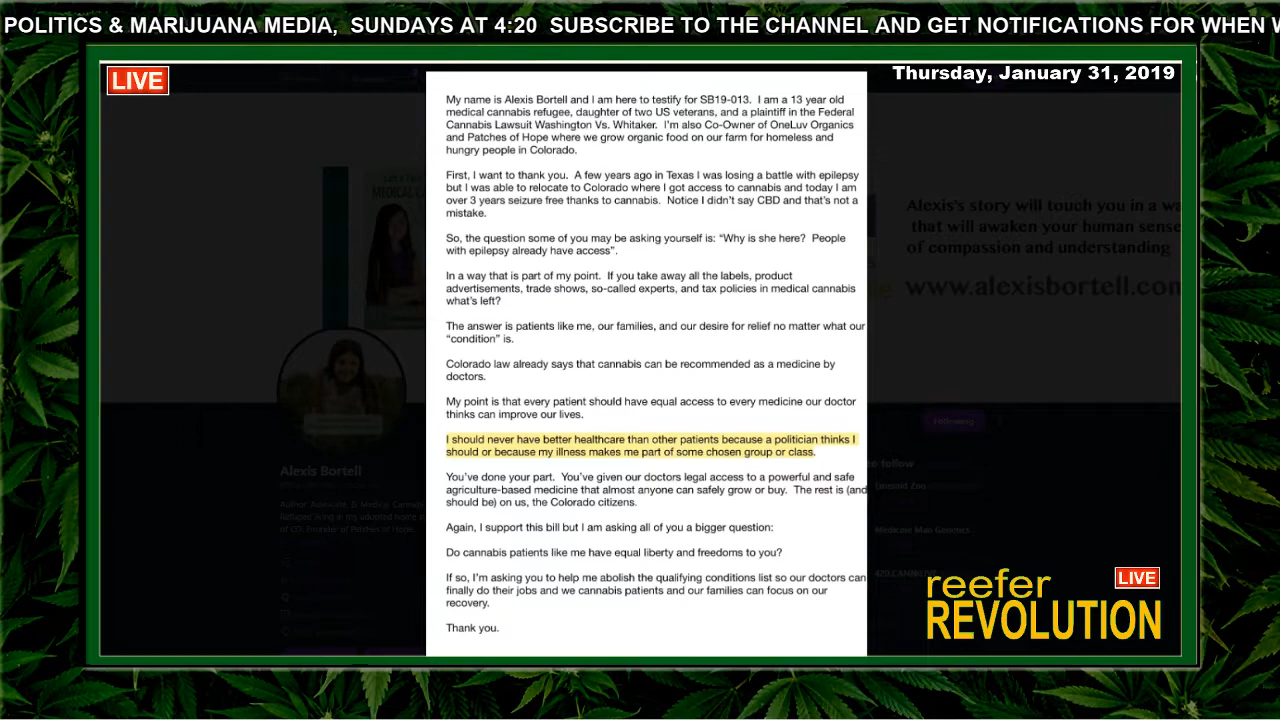 POLITICS & MARIJUANA MEDIA, SUNDAYS AT 4:20 SUBSCRIBE TO THE CHANNEL AND GET NOTIFICATIONS FOR WHEN
LIVE
Thursday, January 31, 2019
My name is Alexis Bortell and I am here to testify for SB19-013. I am a 13 year old
medical cannabis refugee, daughter of two US veterans, and a plaintiff in the Federal
Cannabis Lawsuit Washington Vs. Whitaker. I'm also Co-Owner of OneLuv Organics
and Patches of Hope where we grow organic food on our farm for homeless and
hungry people in Colorado.
First, I want to thank you. A few years ago in Texas I was losing a battle with epilepsy
but I was able to relocate to Colorado where I got access to cannabis and today I am
over 3 years seizure free thanks to cannabis. Notice I didn't say CBD and that's not a
mistake.
So, the question some of you may be asking yourself is: "Why is she here? People
with epilepsy already have access".
In a way that is part of my point. If you take away all the labels, product
advertisements, trade shows, so-called experts, and tax policies in medical cannabis
what's left?
The answer is patients like me, our families, and our desire for relief no matter what our
"condition" is.
Colorado law already says that cannabis can be recommended as a medicine by
doctors.
My point is that every patient should have equal access to every medicine our doctor
thinks can improve our lives.
I should never have better healthcare than other patients because a politician thinks I
should or because my illness makes me part of some chosen group or class.
You've done your part. You've given our doctors legal access to a powerful and safe
agriculture-based medicine that almost anyone can safely grow or buy. The rest is (and
should be) on us, the Colorado citizens.
Again, I support this bill but I am asking all of you a bigger question:
Do cannabis patients like me have equal liberty and freedoms to you?
If so, I'm asking you to help me abolish the qualifying conditions list so our doctors can
finally do their jobs and we cannabis patients and our families can focus on our
recovery.
Thank you.
Alexis's story will touch you in a
that will awaken your human sense
of compassion and understanding
www.alexisbortell.com
Alexis Bortell
Following
Medicine Man Genomics
reefer
LIVE
REVOLUTION